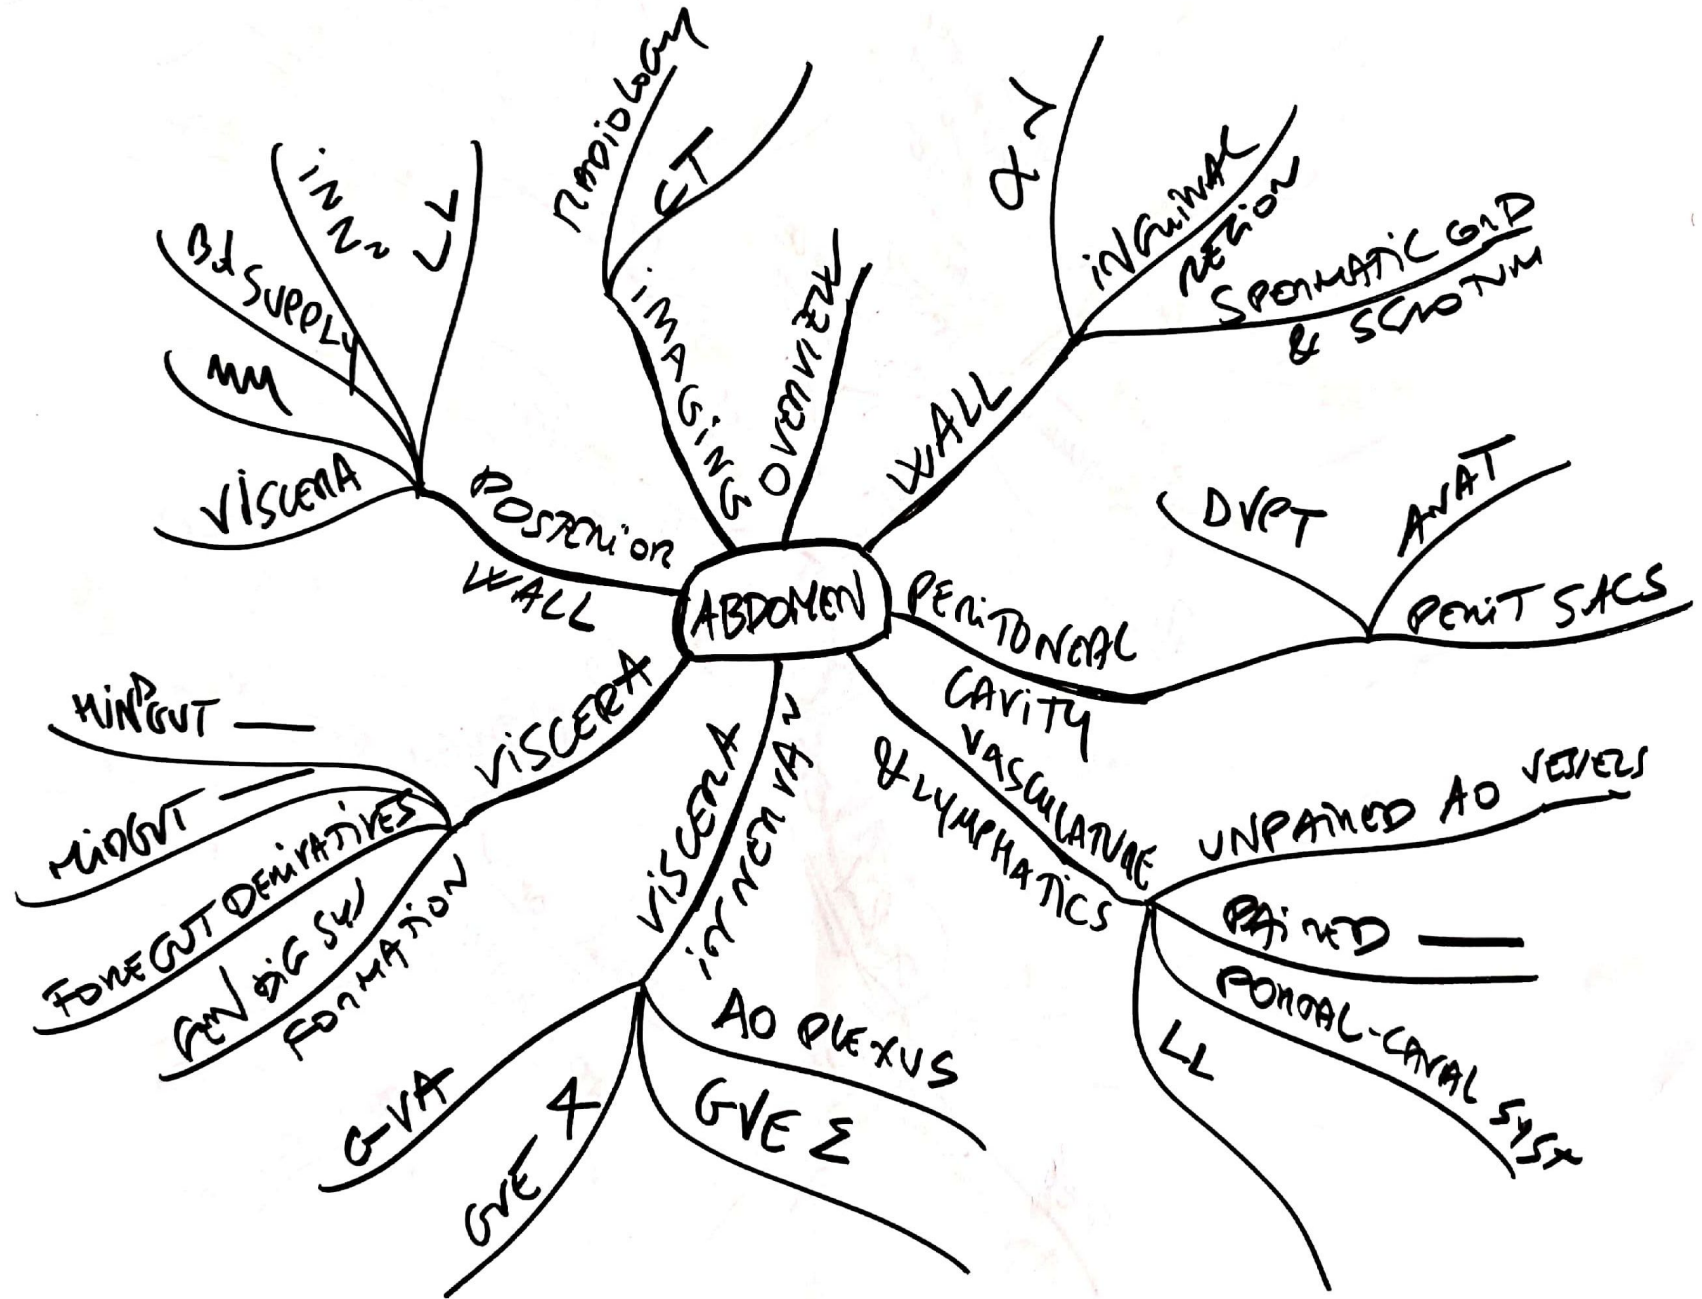 ABDOMEN
OVERVIEW
WALL
α ~
INGUINAL
REGION
SPERMATIC CORD
& SCROTUM
PERITONEAL
CAVITY
DVPT
ANAT
PERIT SACS
VASCULATURE
& LYMPHATICS
UNPAIRED AO VESSELS
PAIRED —
PORTAL-CAVAL SYST
LL
VISCERA
INNERVA~
AO PLEXUS
GVE Σ
GVE
GVA
VISCERA
GEN DIG SYS
FORMATION
FOREGUT DERIVATIVES
MIDGUT —
HINDGUT —
POSTERIOR
WALL
VISCERA
MM
BL SUPPLY
INN~
LL
IMAGING
RADIOLOGY
CT